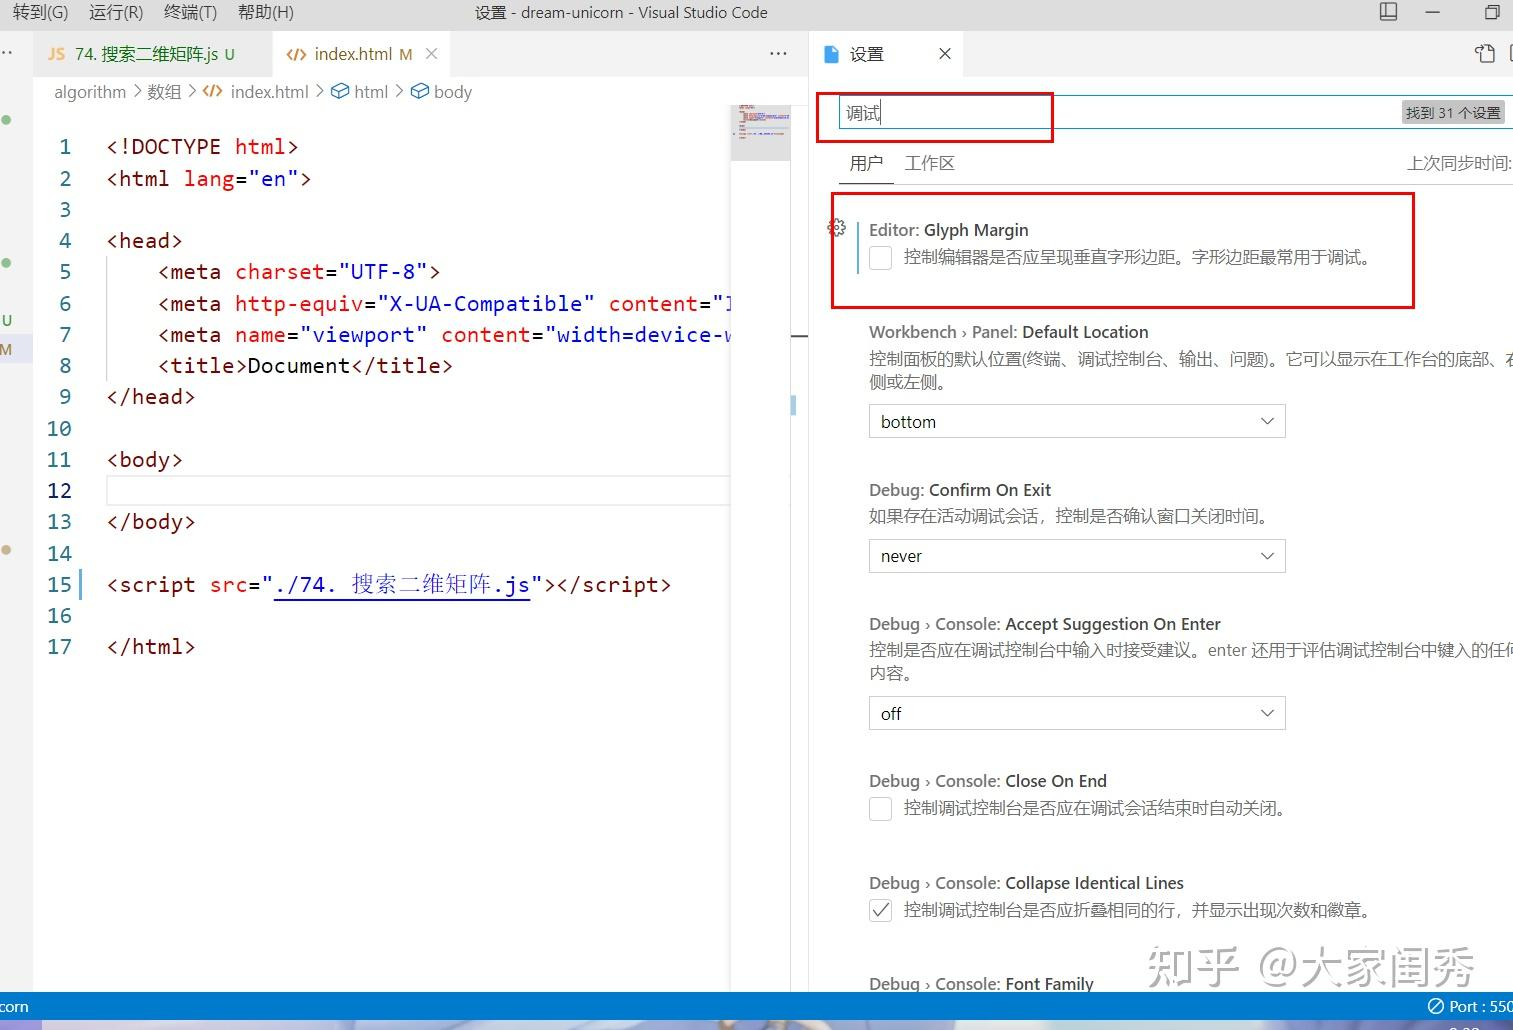 转到(G) 运行(R) 终端(T) 帮助(H) 设置 - dream-unicorn - Visual Studio Code
JS 74. 搜索二维矩阵.js U
index.html M
algorithm > 数组 > index.html > html > body
1 <!DOCTYPE html>
2 <html lang="en">
3
4 <head>
5 <meta charset="UTF-8">
6 <meta http-equiv="X-UA-Compatible" content="I
7 <meta name="viewport" content="width=device-w
8 <title>Document</title>
9 </head>
10
11 <body>
12
13 </body>
14
15 <script src="./74. 搜索二维矩阵.js"></script>
16
17 </html>
U
M
设置
调试
找到 31 个设置
用户 工作区 上次同步时间:
Editor: Glyph Margin
控制编辑器是否应呈现垂直字形边距。字形边距最常用于调试。
Workbench › Panel: Default Location
控制面板的默认位置(终端、调试控制台、输出、问题)。它可以显示在工作台的底部、右
侧或左侧。
bottom
Debug: Confirm On Exit
如果存在活动调试会话，控制是否确认窗口关闭时间。
never
Debug › Console: Accept Suggestion On Enter
控制是否应在调试控制台中输入时接受建议。enter 还用于评估调试控制台中键入的任何
内容。
off
Debug › Console: Close On End
控制调试控制台是否应在调试会话结束时自动关闭。
Debug › Console: Collapse Identical Lines
控制调试控制台是否应折叠相同的行，并显示出现次数和徽章。
Debug › Console: Font Family
知乎 @大家闺秀
corn
Port : 550